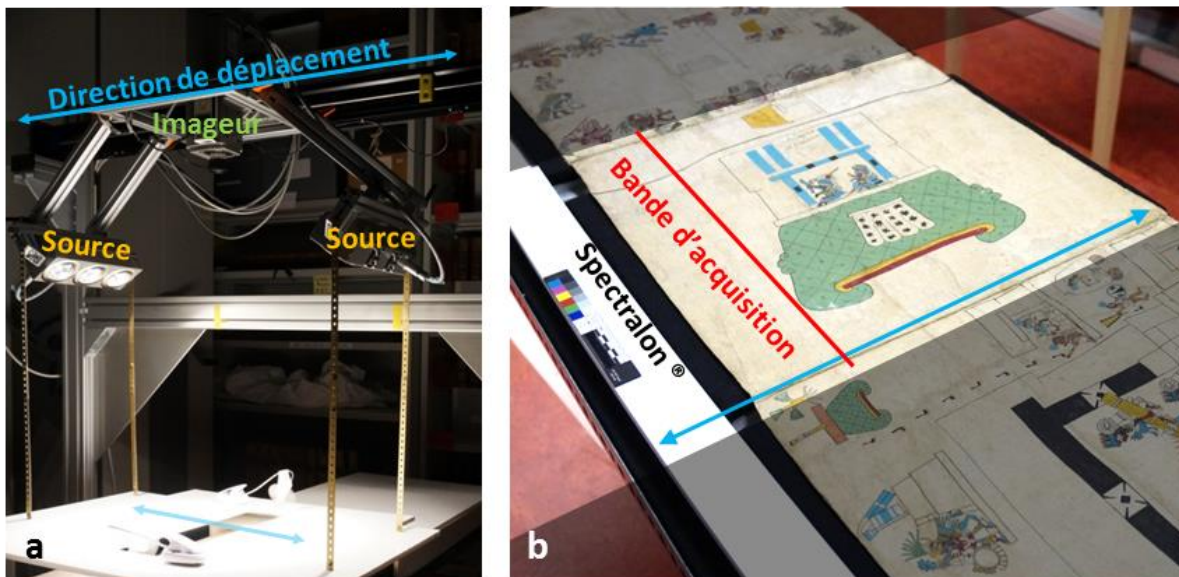 Direction de déplacement
Imageur
Source
Source
a
Bande d'acquisition
Spectralon ®
b